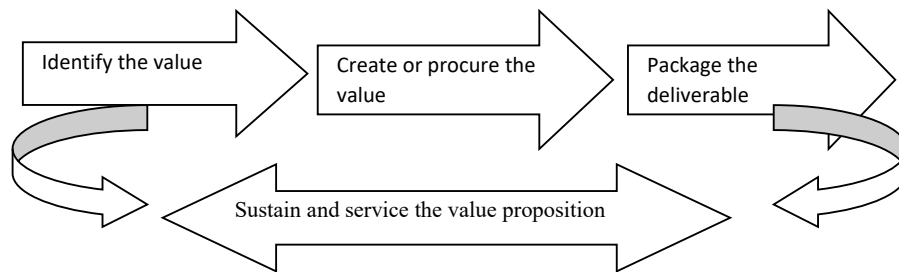 Identify the value
Create or procure the
value
Package the
deliverable
Sustain and service the value proposition